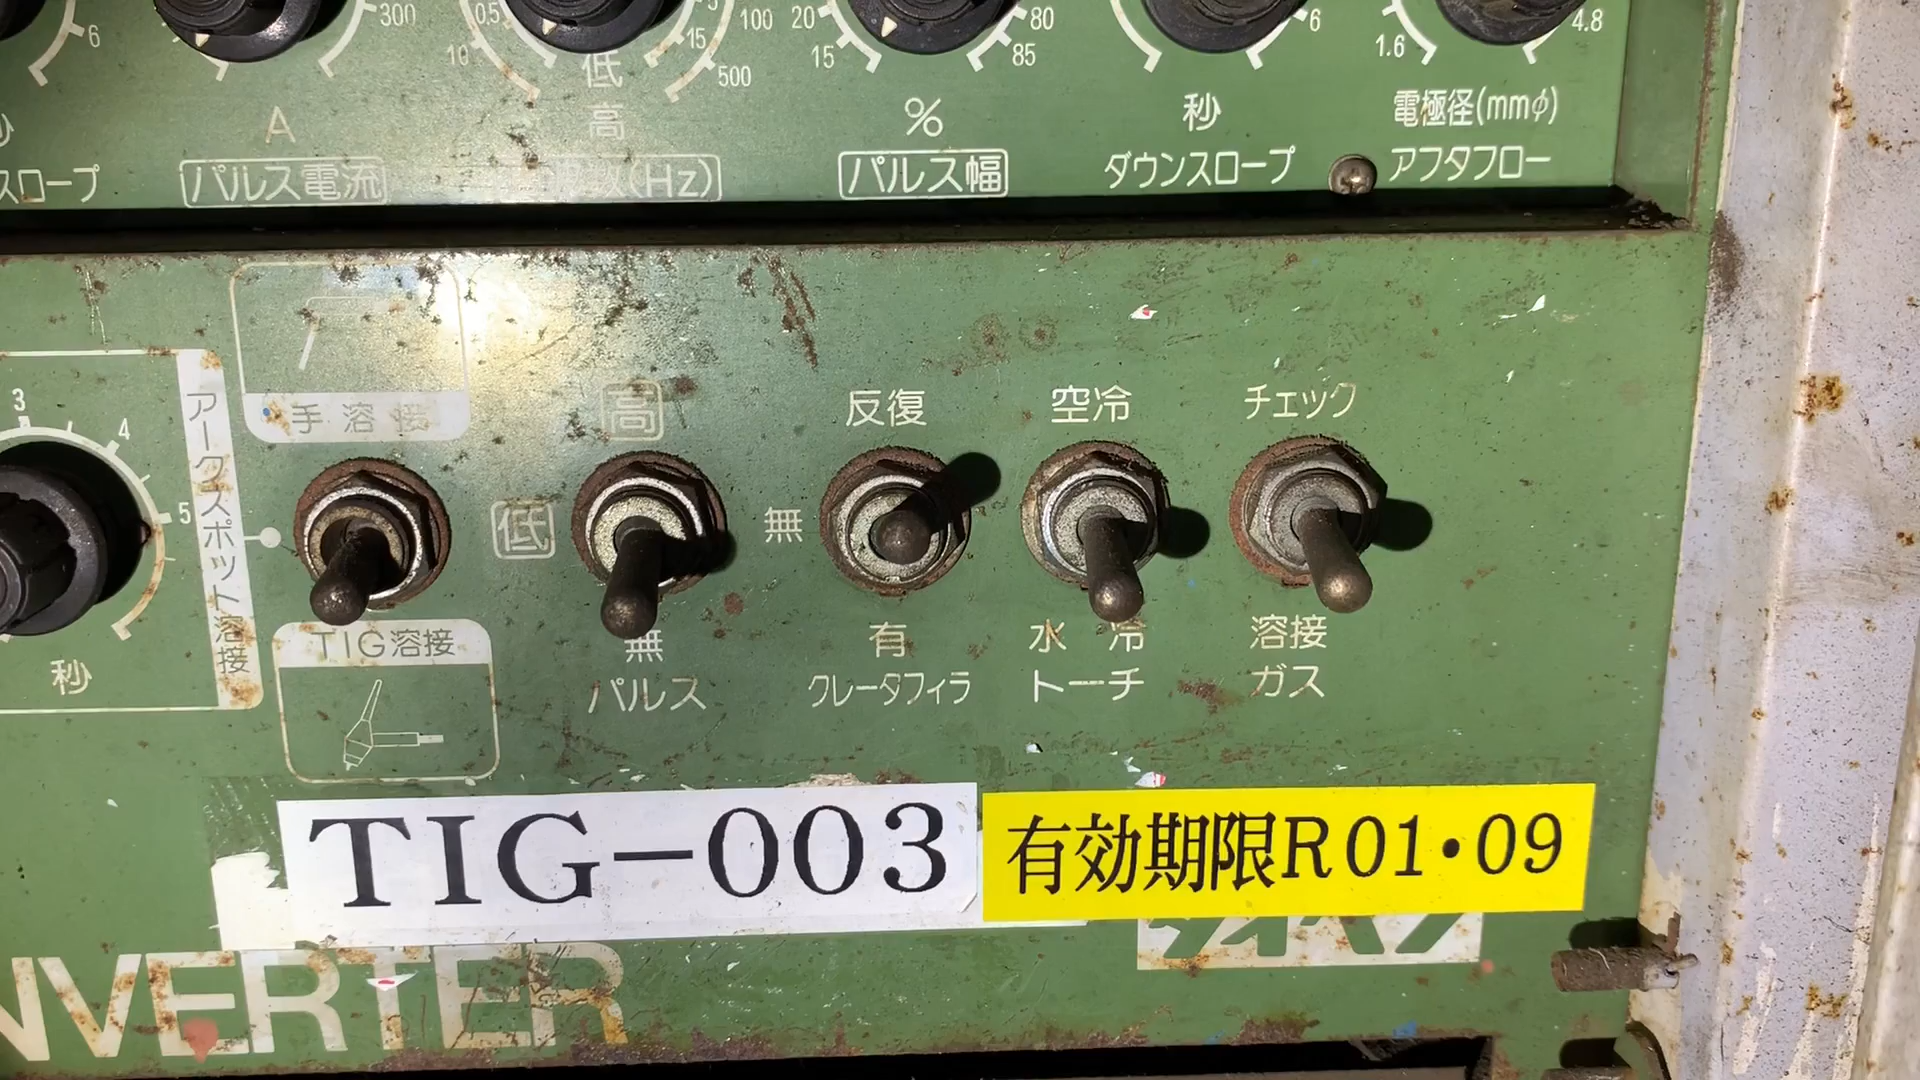 6
300
0.5
10
5
15
100
500
20
15
80
85
6
1.6
4.8
A
低
高
%
秒
電極径(mmφ)
スロープ
パルス電流
(Hz)
パルス幅
ダウンスロープ
アフタフロー
3
4
5
秒
アークスポット溶接
手溶接
TIG溶接
高
低
無
パルス
反復
無
有
クレータフィラ
空冷
水冷
トーチ
チェック
溶接
ガス
TIG-003
有効期限R01・09
NVERTER